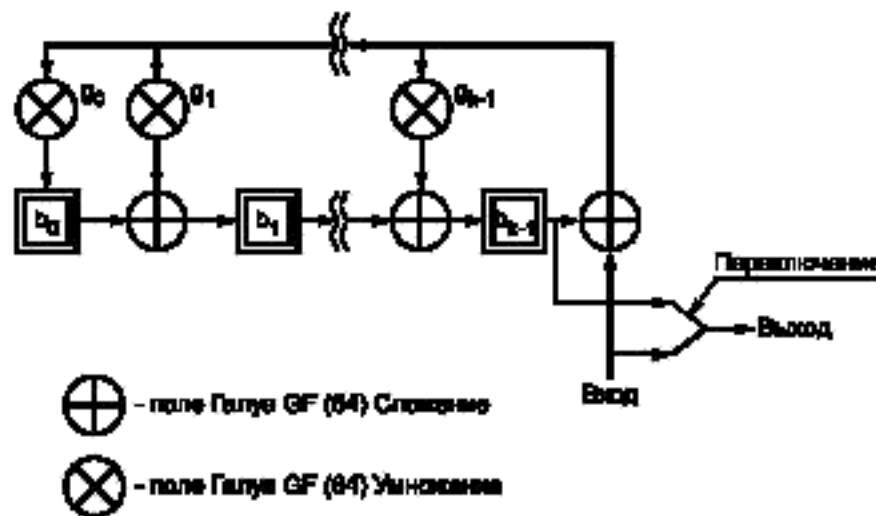 g₀ g₁ gₖ₋₁
b₀ b₁ bₖ₋₁
Переключение
Выход
Вход
- поле Галуа GF (64) Сложение
- поле Галуа GF (64) Умножение